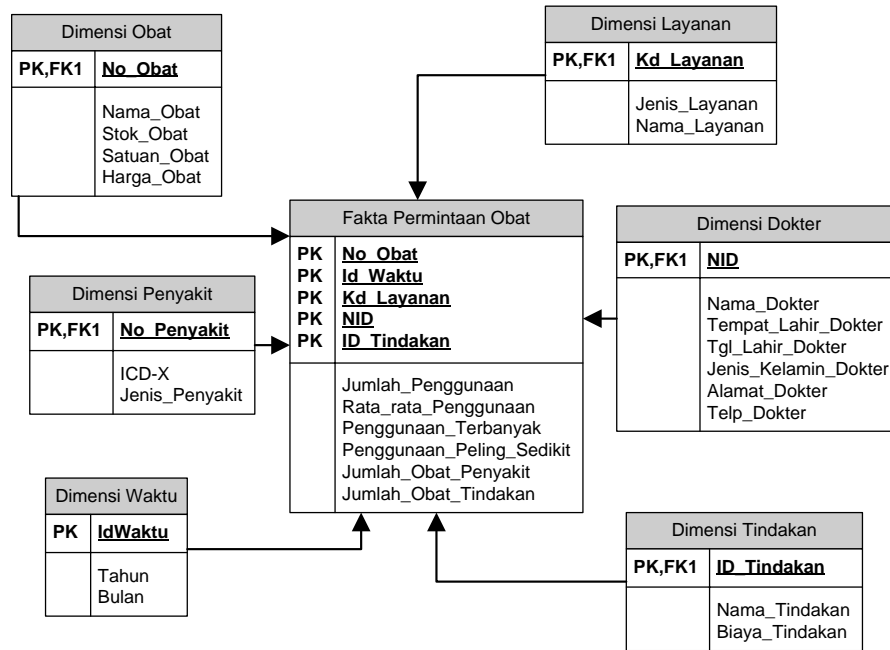 Dimensi Obat
PK,FK1 No_Obat
Nama_Obat
Stok_Obat
Satuan_Obat
Harga_Obat
Dimensi Layanan
PK,FK1 Kd_Layanan
Jenis_Layanan
Nama_Layanan
Fakta Permintaan Obat
PK No_Obat
PK Id_Waktu
PK Kd_Layanan
PK NID
PK ID_Tindakan
Jumlah_Penggunaan
Rata_rata_Penggunaan
Penggunaan_Terbanyak
Penggunaan_Peling_Sedikit
Jumlah_Obat_Penyakit
Jumlah_Obat_Tindakan
Dimensi Dokter
PK,FK1 NID
Nama_Dokter
Tempat_Lahir_Dokter
Tgl_Lahir_Dokter
Jenis_Kelamin_Dokter
Alamat_Dokter
Telp_Dokter
Dimensi Penyakit
PK,FK1 No_Penyakit
ICD-X
Jenis_Penyakit
Dimensi Waktu
PK IdWaktu
Tahun
Bulan
Dimensi Tindakan
PK,FK1 ID_Tindakan
Nama_Tindakan
Biaya_Tindakan